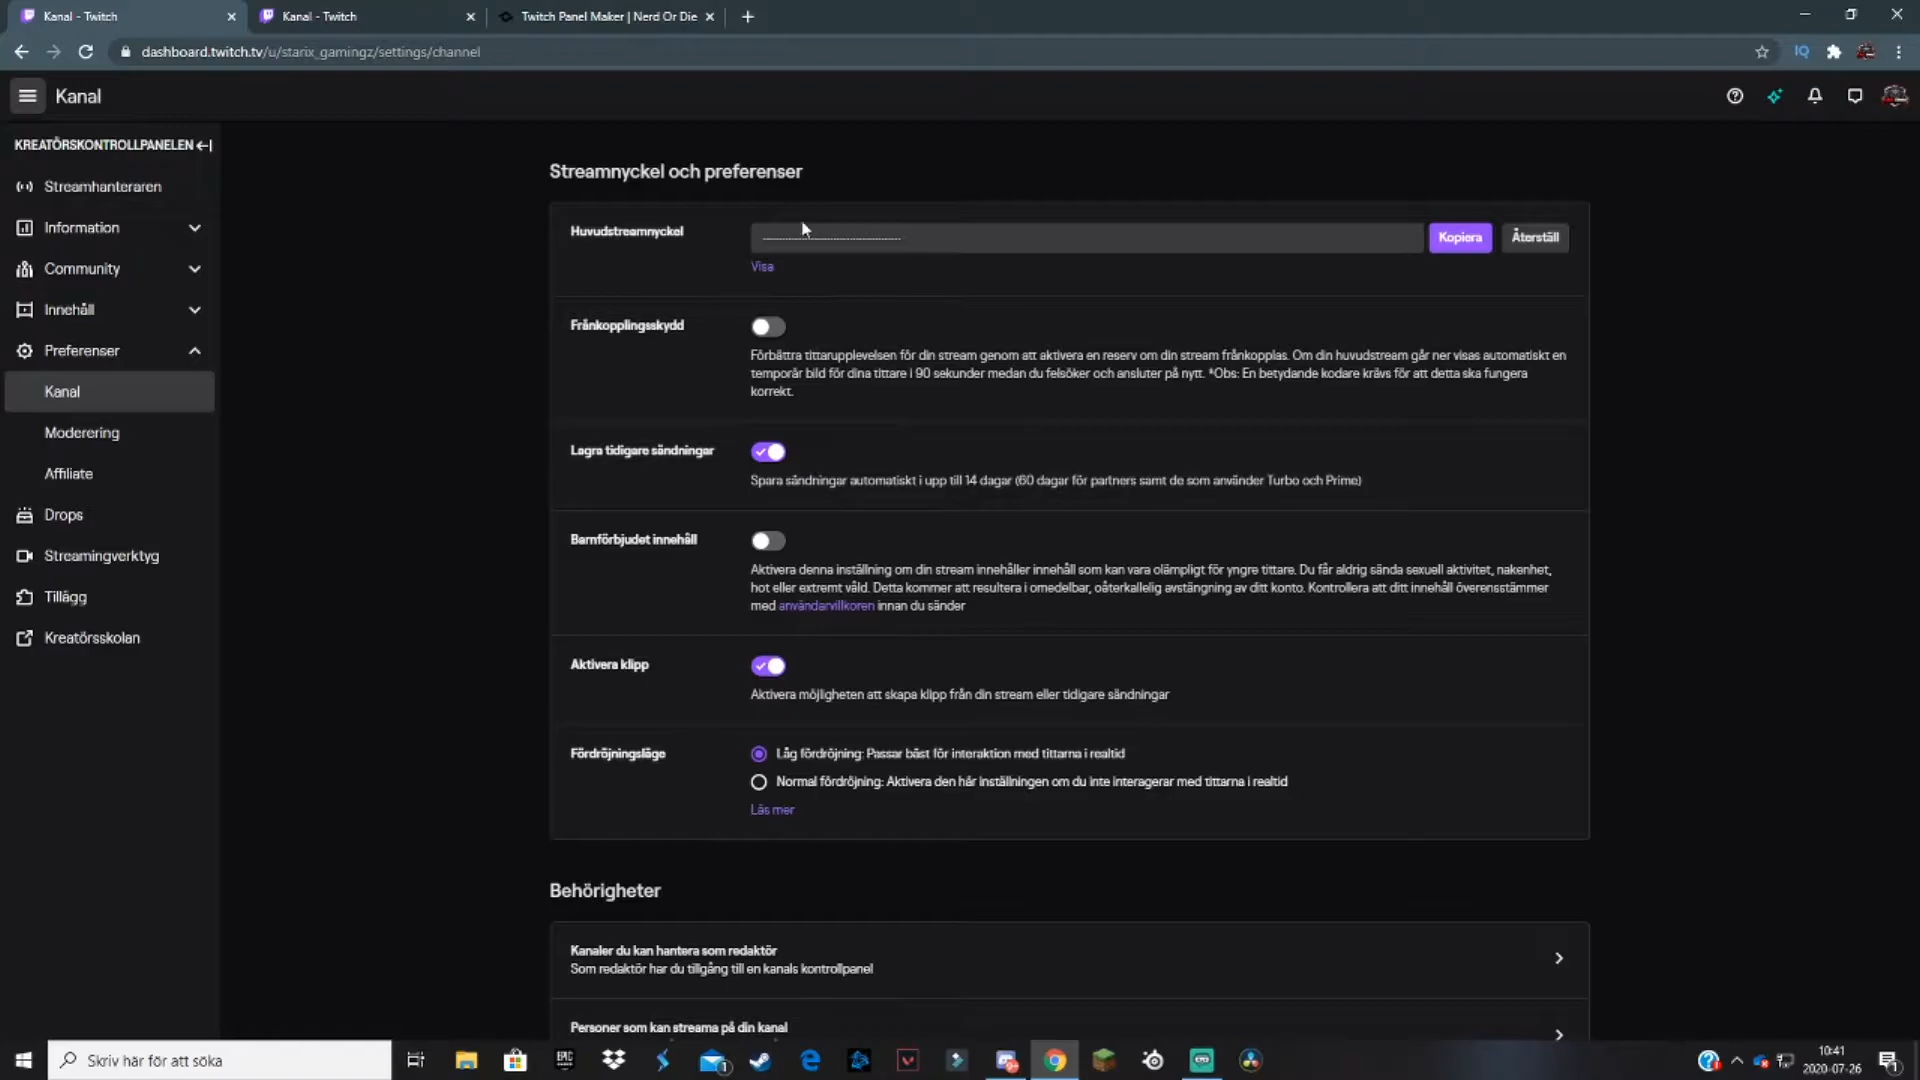 Kanal - Twitch
Kanal - Twitch
Twitch Panel Maker | Nerd Or Die
dashboard.twitch.tv/u/starix_gamingz/settings/channel
IQ
Kanal
KREATÖRSKONTROLLPANELEN
Streamhanteraren
Information
Community
Innehåll
Preferenser
Kanal
Moderering
Affiliate
Drops
Streamingverktyg
Tillägg
Kreatörsskolan
Streamnyckel och preferenser
Huvudstreamnyckel
Kopiera
Återställ
Visa
Frånkopplingsskydd
Förbättra tittarupplevelsen för din stream genom att aktivera en reserv om din stream frånkopplas. Om din huvudstream går ner visas automatiskt en
temporär bild för dina tittare i 90 sekunder medan du felsöker och ansluter på nytt. *Obs: En betydande kodare krävs för att detta ska fungera
korrekt.
Lagra tidigare sändningar
Spara sändningar automatiskt i upp till 14 dagar (60 dagar för partners samt de som använder Turbo och Prime)
Barnförbjudet innehåll
Aktivera denna inställning om din stream innehåller innehåll som kan vara olämpligt för yngre tittare. Du får aldrig sända sexuell aktivitet, nakenhet,
hot eller extremt våld. Detta kommer att resultera i omedelbar, oåterkallelig avstängning av ditt konto. Kontrollera att ditt innehåll överensstämmer
med användarvillkoren innan du sänder
Aktivera klipp
Aktivera möjligheten att skapa klipp från din stream eller tidigare sändningar
Fördröjningsläge
Låg fördröjning: Passar bäst för interaktion med tittarna i realtid
Normal fördröjning: Aktivera den här inställningen om du inte interagerar med tittarna i realtid
Läs mer
Behörigheter
Kanaler du kan hantera som redaktör
Som redaktör har du tillgång till en kanals kontrollpanel
Personer som kan streama på din kanal
Skriv här för att söka
EPIC
GAMES
1
10:41
2020-07-26
1